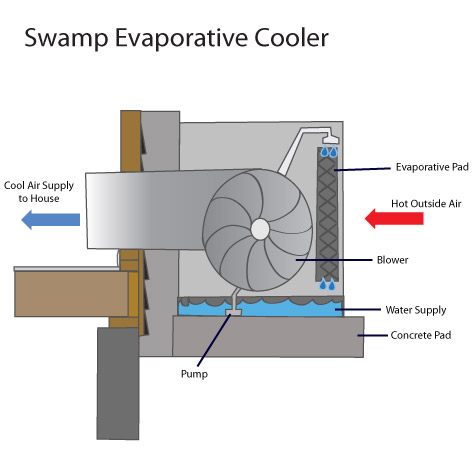 Swamp Evaporative Cooler
Evaporative Pad
Cool Air Supply
to House
Hot Outside Air
Blower
Water Supply
Concrete Pad
Pump